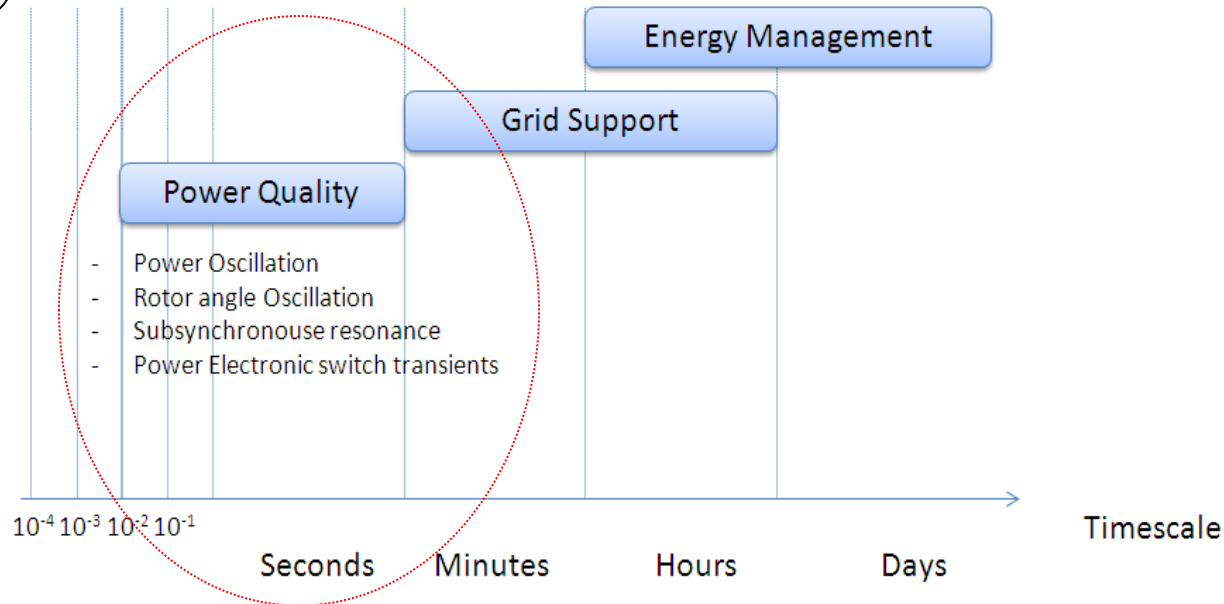 Energy Management
Grid Support
Power Quality
- Power Oscillation
- Rotor angle Oscillation
- Subsynchronouse resonance
- Power Electronic switch transients
10⁻⁴ 10⁻³ 10⁻² 10⁻¹
Timescale
Seconds Minutes Hours Days